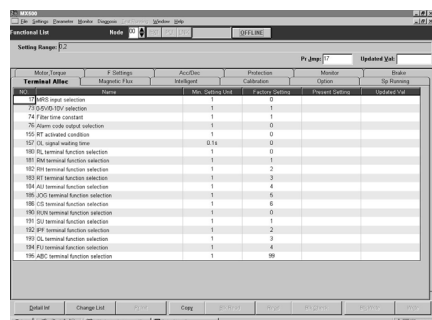 MX500
File Settings Parameter Monitor Diagnosis Window Help
Functional List Node 00 OFFLINE
Setting Range: 0,2
Pr Jmp: 17 Updated Val:
Motor,Torque F Settings Acc/Dec Protection Monitor Brake
Terminal Alloc Magnetic Flux Intelligent Calibration Option Sp Running
NO. Name Min. Setting Unit Factory Setting Present Setting Updated Val
17 MRS input selection 1 0
73 0-5V/0-10V selection 1 1
74 Filter time constant 1 1
76 Alarm code output selection 1 0
155 RT activated condition 1 0
157 OL signal waiting time 0.1s 0
180 RL terminal function selection 1 0
181 RM terminal function selection 1 1
182 RH terminal function selection 1 2
183 RT terminal function selection 1 3
184 AU terminal function selection 1 4
185 JOG terminal function selection 1 5
186 CS terminal function selection 1 6
190 RUN terminal function selection 1 0
191 SU terminal function selection 1 1
192 IPF terminal function selection 1 2
193 OL terminal function selection 1 3
194 FU terminal function selection 1 4
195 ABC terminal function selection 1 99
Detail Inf Change List Copy